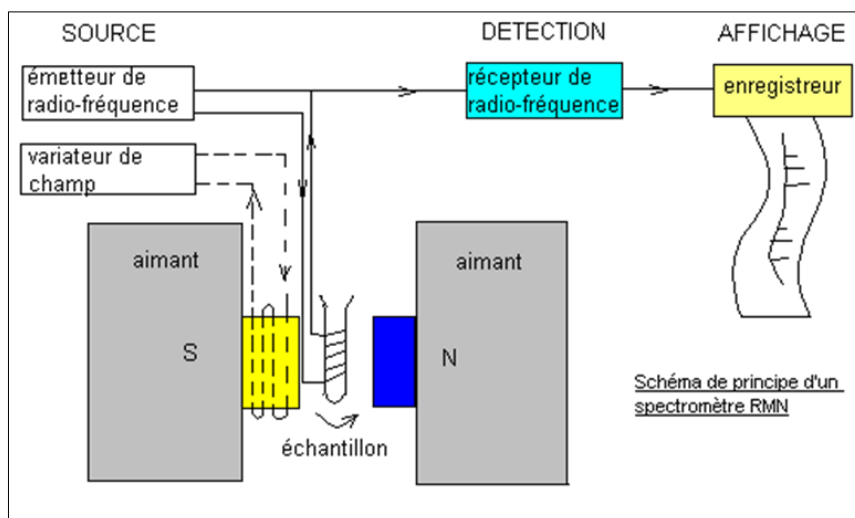 SOURCE
DETECTION
AFFICHAGE
émetteur de
radio-fréquence
récepteur de
radio-fréquence
enregistreur
variateur de
champ
aimant
aimant
S
N
échantillon
Schéma de principe d'un
spectromètre RMN